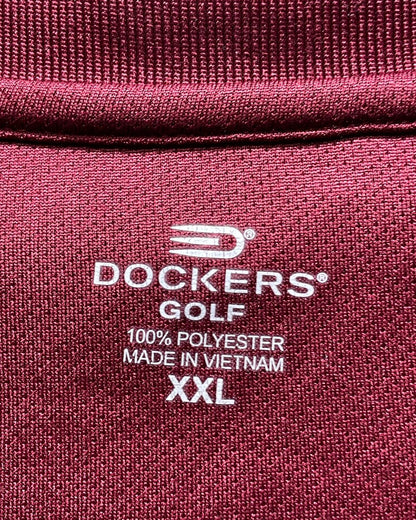 ®
DOCKERS®
GOLF
100% POLYESTER
MADE IN VIETNAM
XXL